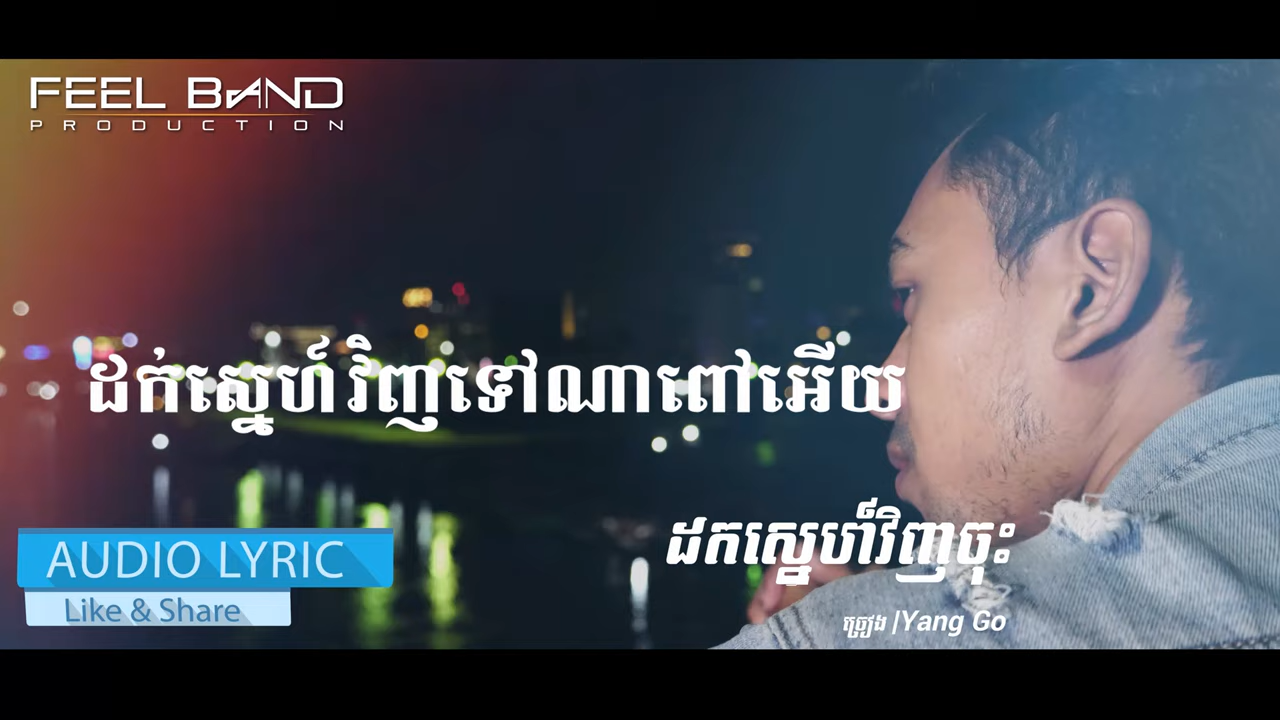 FEEL BAND
PRODUCTION
ដក់ស្នេហ៍វិញទៅណាពៅអើយ
AUDIO LYRIC
Like & Share
ដកស្នេហ៍វិញចុះ
ច្រៀង |Yang Go